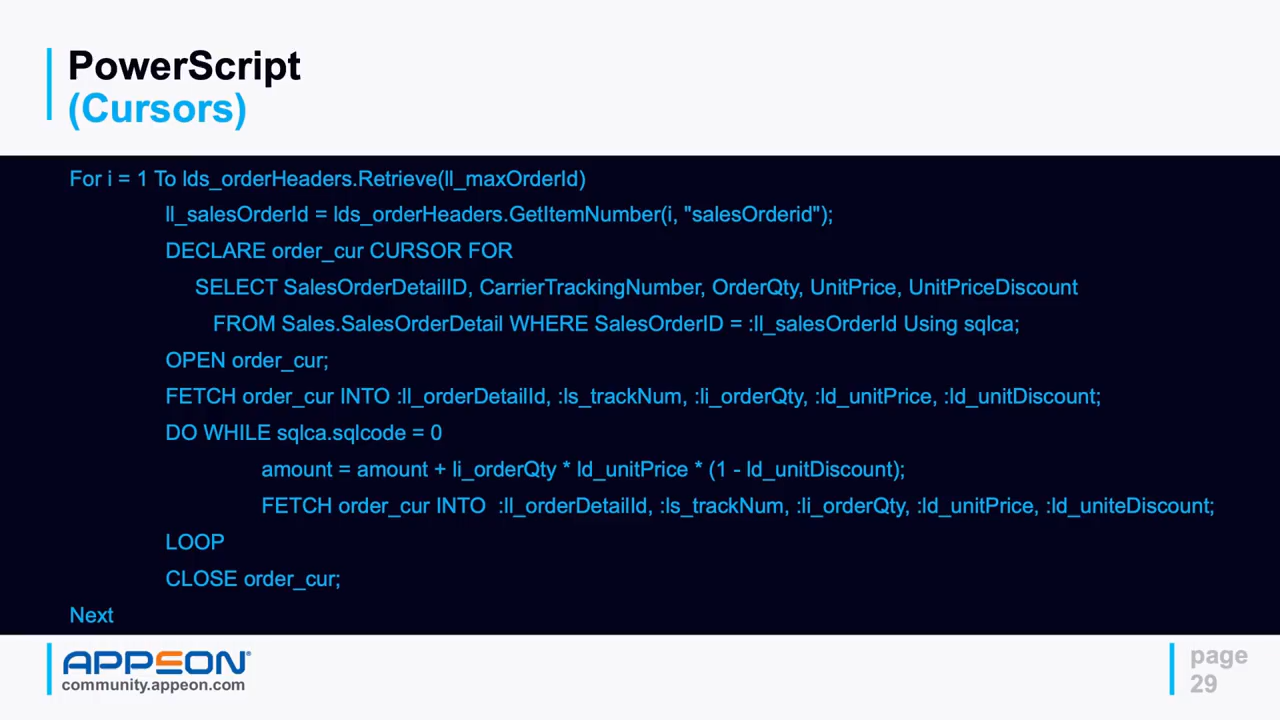 PowerScript
(Cursors)
For i = 1 To lds_orderHeaders.Retrieve(ll_maxOrderId)
ll_salesOrderId = lds_orderHeaders.GetItemNumber(i, "salesOrderid");
DECLARE order_cur CURSOR FOR
SELECT SalesOrderDetailID, CarrierTrackingNumber, OrderQty, UnitPrice, UnitPriceDiscount
FROM Sales.SalesOrderDetail WHERE SalesOrderID = :ll_salesOrderId Using sqlca;
OPEN order_cur;
FETCH order_cur INTO :ll_orderDetailId, :ls_trackNum, :li_orderQty, :ld_unitPrice, :ld_unitDiscount;
DO WHILE sqlca.sqlcode = 0
amount = amount + li_orderQty * ld_unitPrice * (1 - ld_unitDiscount);
FETCH order_cur INTO :ll_orderDetailId, :ls_trackNum, :li_orderQty, :ld_unitPrice, :ld_uniteDiscount;
LOOP
CLOSE order_cur;
Next
APPEON®
community.appeon.com
page
29